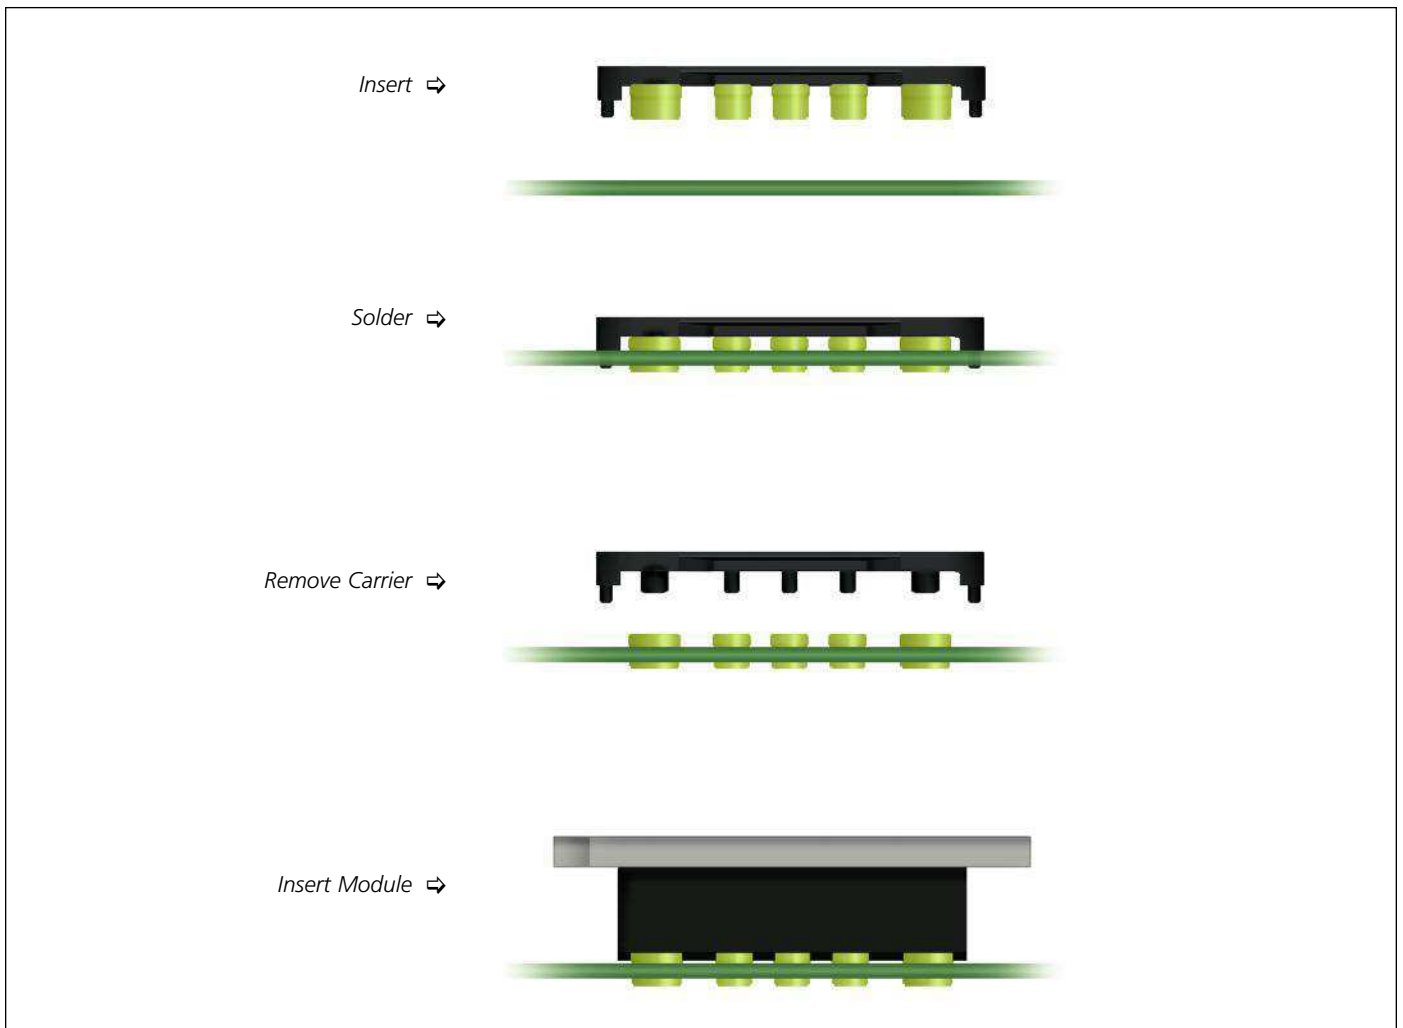 Insert ➪
Solder ➪
Remove Carrier ➪
Insert Module ➪